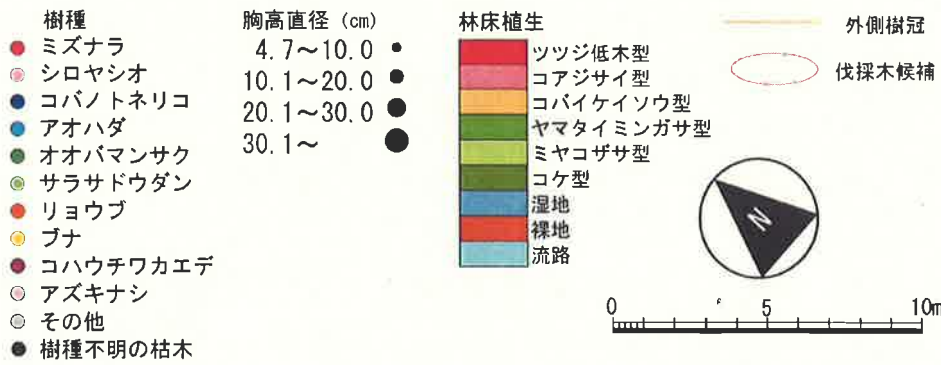 樹種
ミズナラ
シロヤシオ
コバノトネリコ
アオハダ
オオバマンサク
サラサドウダン
リョウブ
ブナ
コハウチワカエデ
アズキナシ
その他
樹種不明の枯木
胸高直径 (cm)
4.7～10.0
10.1～20.0
20.1～30.0
30.1～
林床植生
ツツジ低木型
コアジサイ型
コバイケイソウ型
ヤマタイミンガサ型
ミヤコザサ型
コケ型
湿地
裸地
流路
外側樹冠
伐採木候補
N
0 5 10m